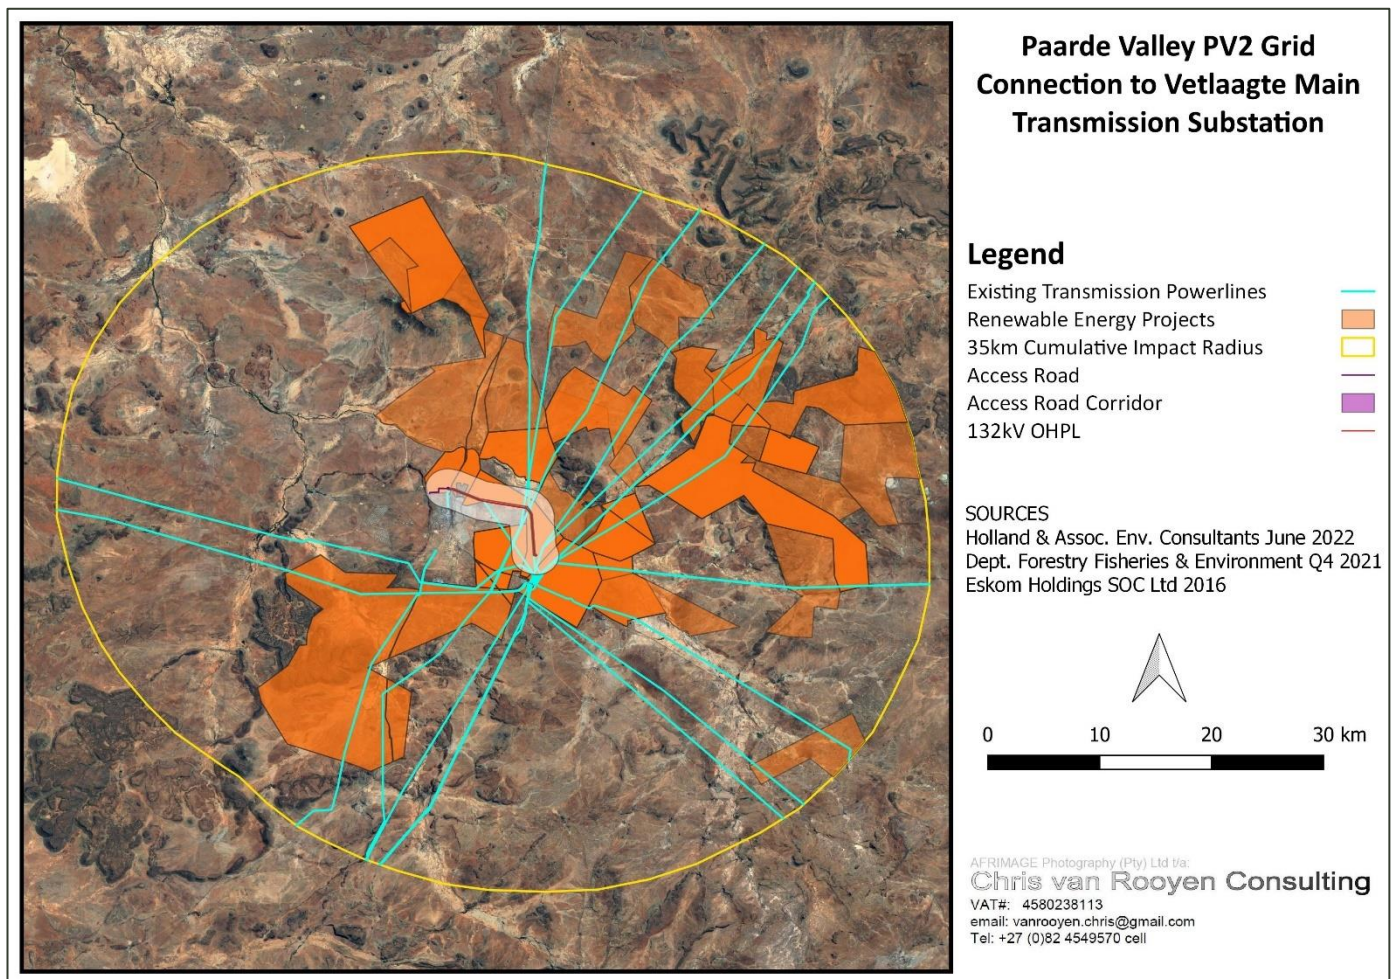 Paarde Valley PV2 Grid
Connection to Vetlaagte Main
Transmission Substation
Legend
Existing Transmission Powerlines
Renewable Energy Projects
35km Cumulative Impact Radius
Access Road
Access Road Corridor
132kV OHPL
SOURCES
Holland & Assoc. Env. Consultants June 2022
Dept. Forestry Fisheries & Environment Q4 2021
Eskom Holdings SOC Ltd 2016
0 10 20 30 km
AFRIMAGE Photography (Pty) Ltd t/a:
Chris van Rooyen Consulting
VAT#: 4580238113
email: vanrooyen.chris@gmail.com
Tel: +27 (0)82 4549570 cell